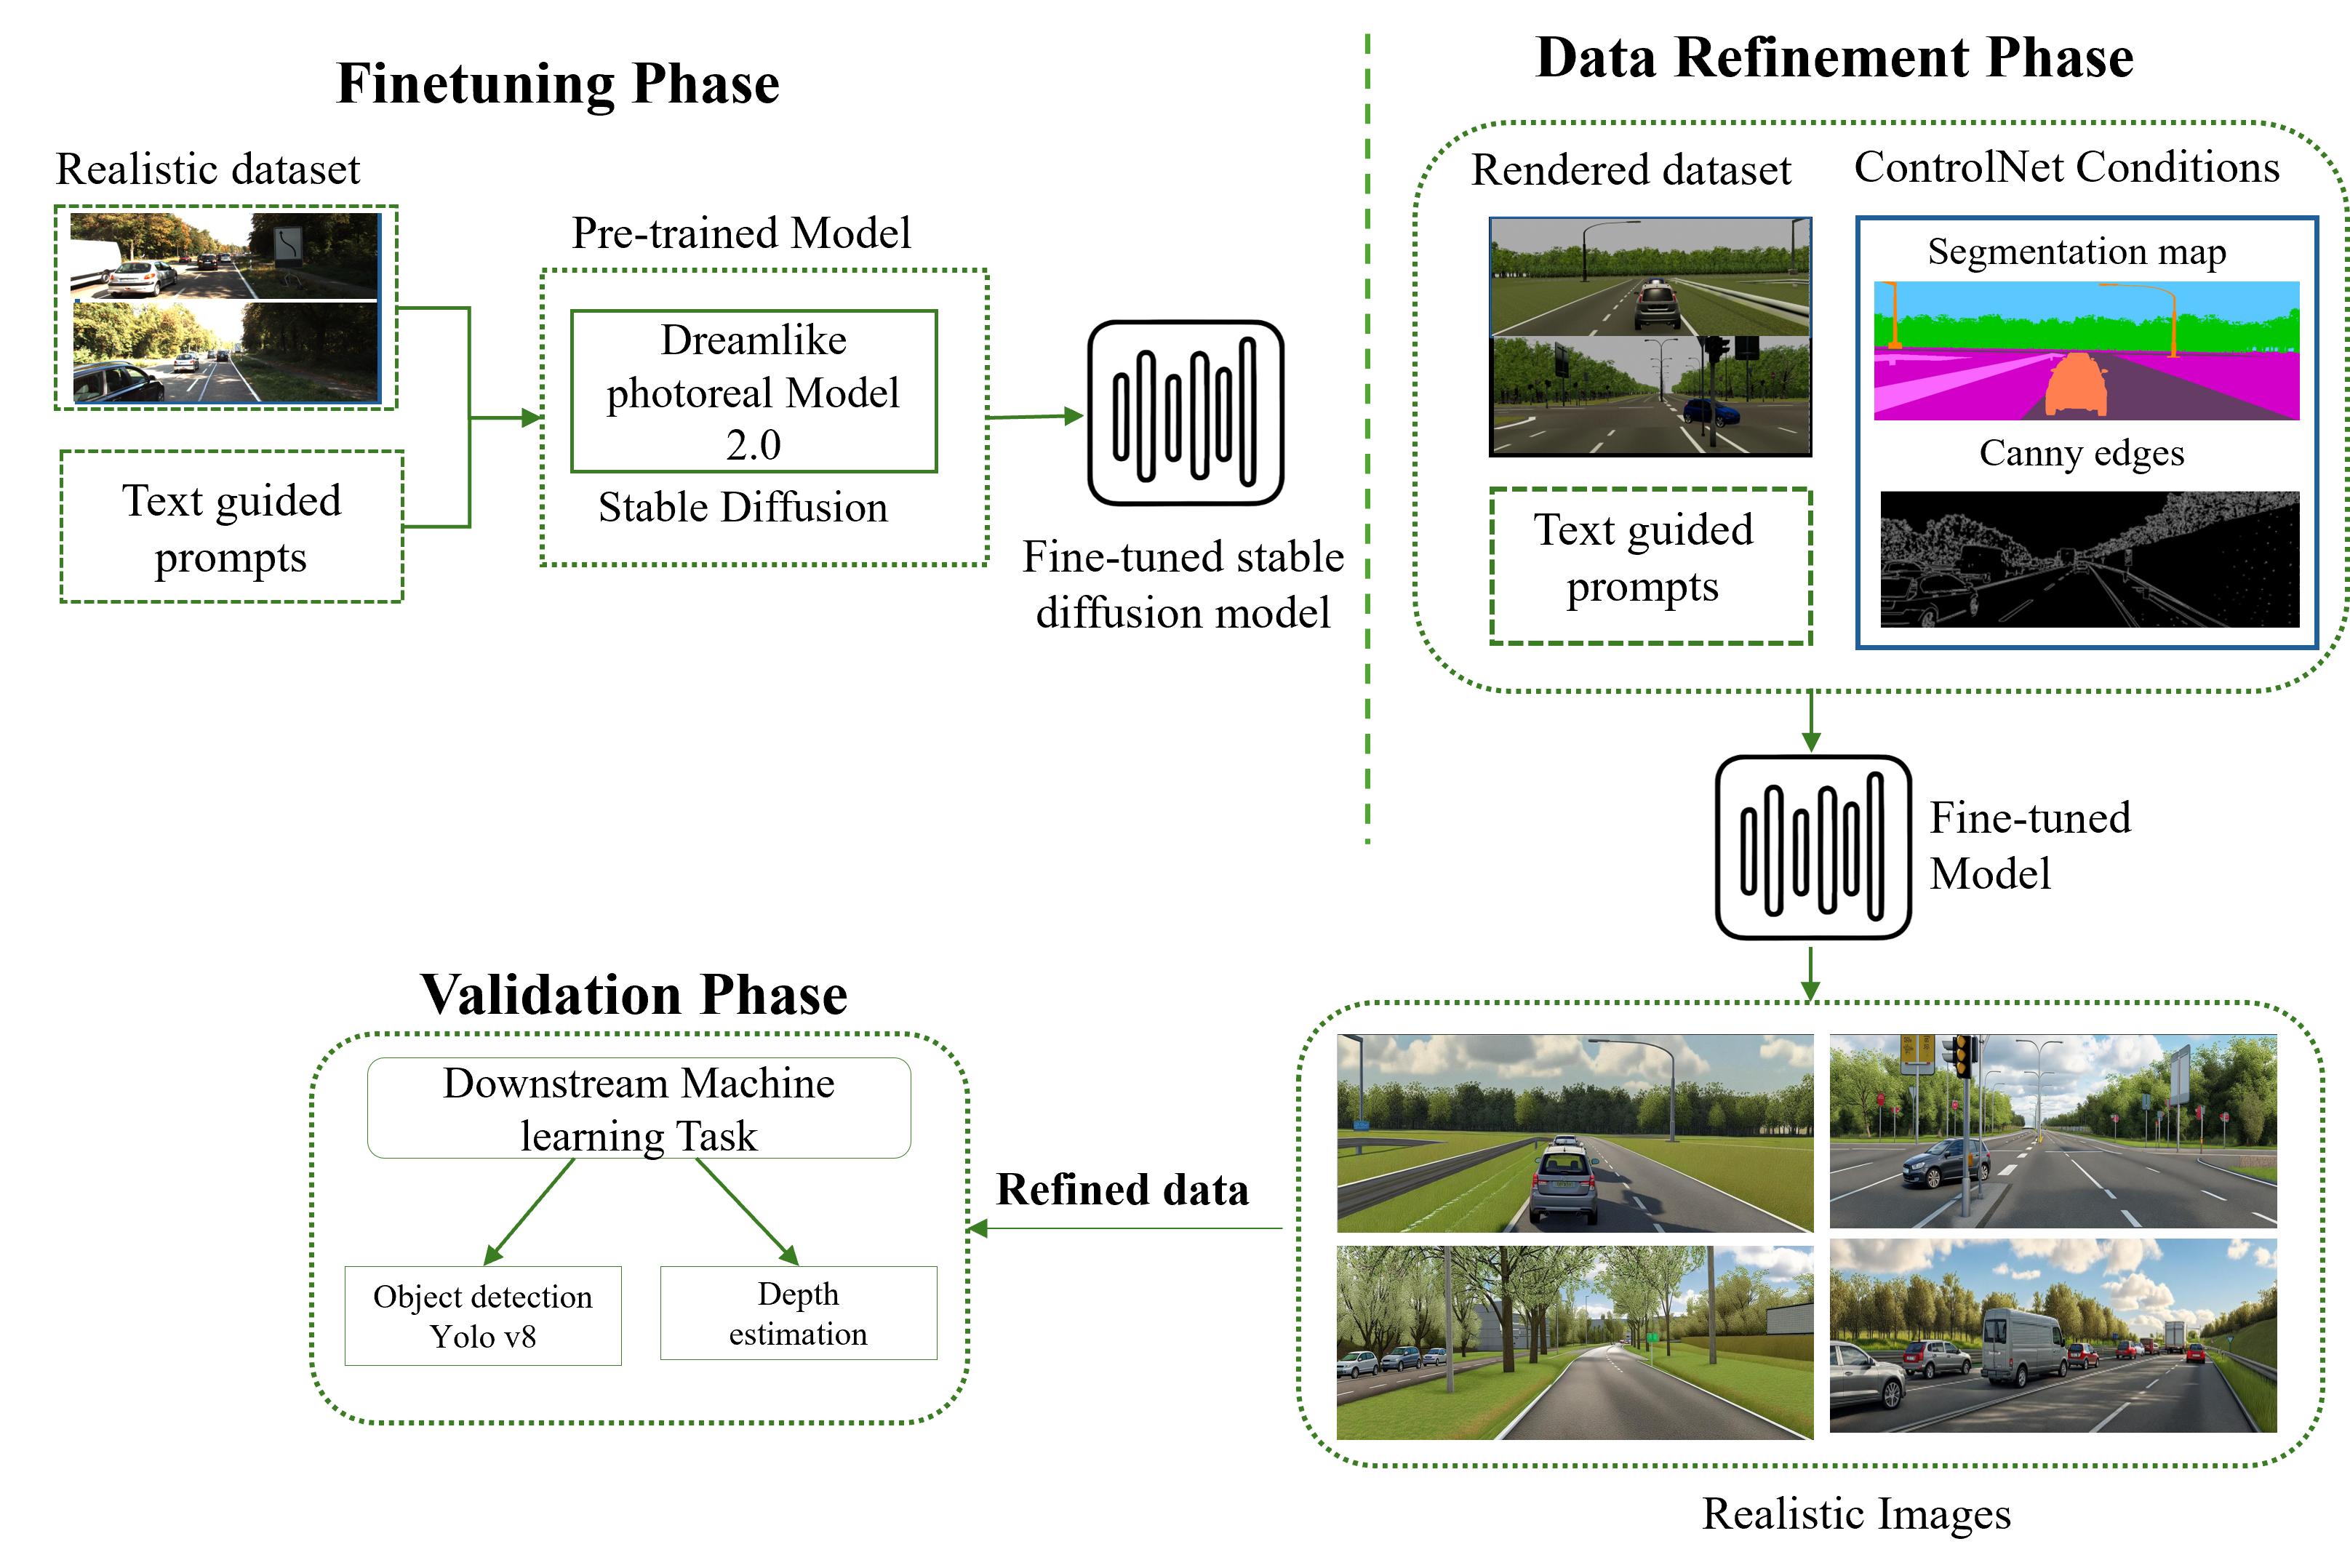 Finetuning Phase
Realistic dataset
Text guided
prompts
Pre-trained Model
Dreamlike
photoreal Model
2.0
Stable Diffusion
Fine-tuned stable
diffusion model
Data Refinement Phase
Rendered dataset
ControlNet Conditions
Segmentation map
Canny edges
Text guided
prompts
Fine-tuned
Model
Realistic Images
Refined data
Validation Phase
Downstream Machine
learning Task
Object detection
Yolo v8
Depth
estimation